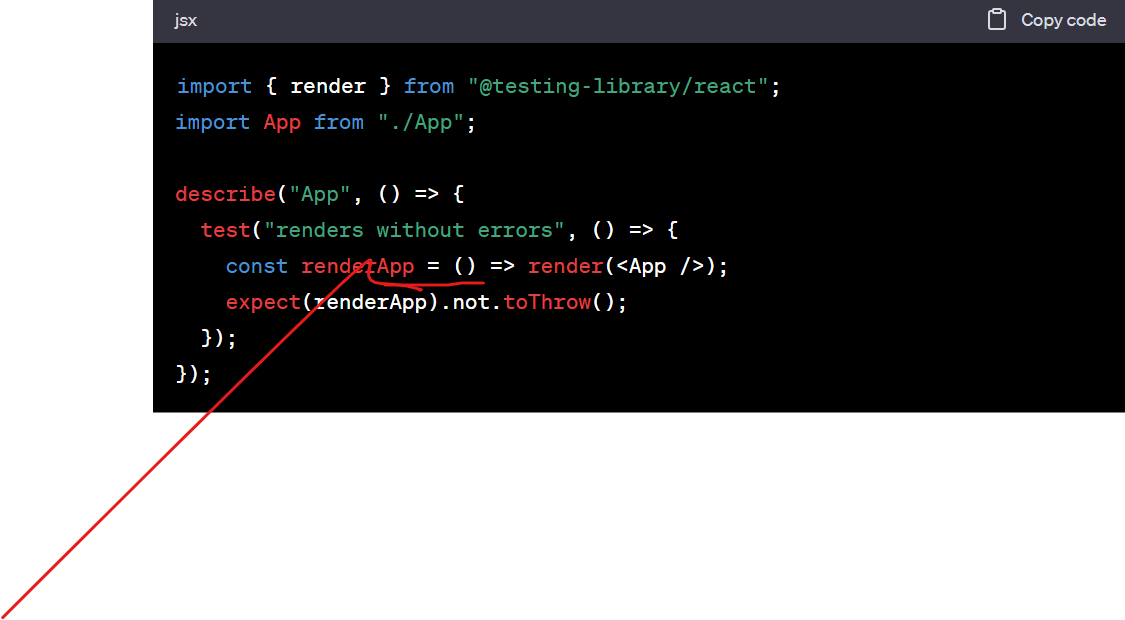 jsx
Copy code
import { render } from "@testing-library/react";
import App from "./App";
describe("App", () => {
  test("renders without errors", () => {
    const renderApp = () => render(<App />);
    expect(renderApp).not.toThrow();
  });
});